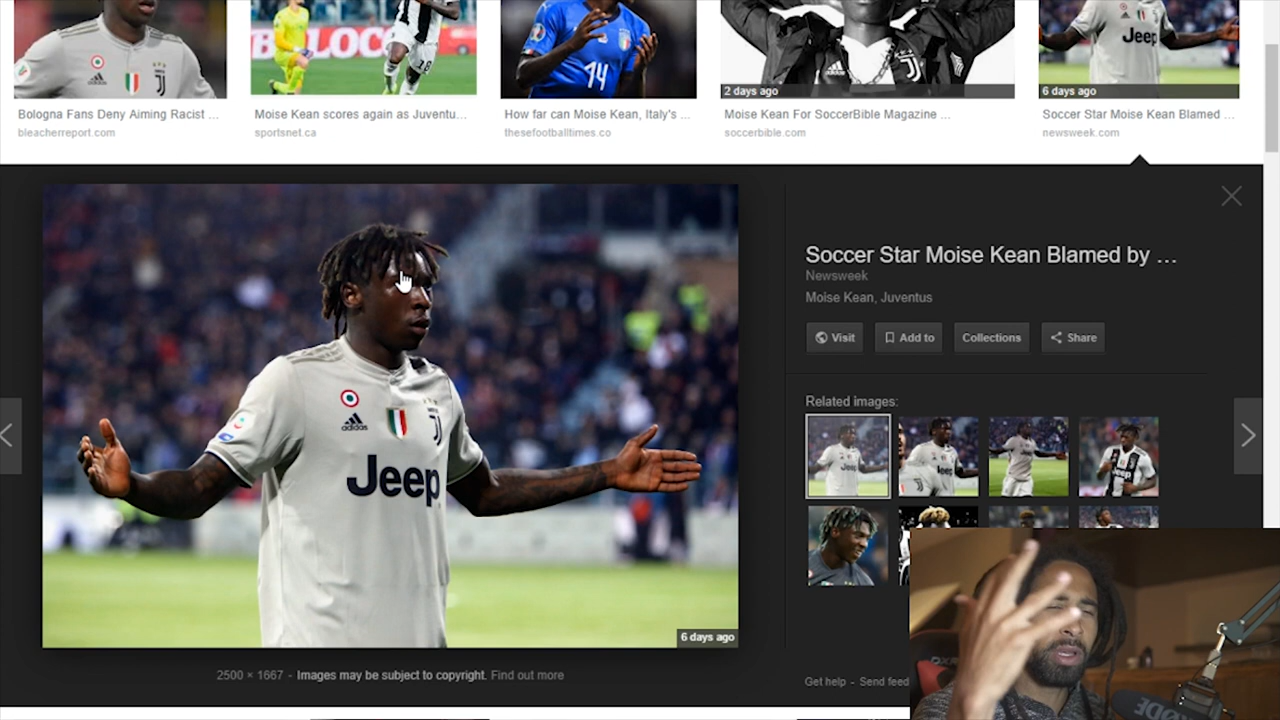 BELOC
18
14
Jeep
2 days ago
6 days ago
Bologna Fans Deny Aiming Racist ...
Moise Kean scores again as Juventu...
How far can Moise Kean, Italy's ...
Moise Kean For SoccerBible Magazine ...
Soccer Star Moise Kean Blamed ...
bleacherreport.com
sportsnet.ca
thesefootballtimes.co
soccerbible.com
newsweek.com
Soccer Star Moise Kean Blamed by ...
Newsweek
Moise Kean, Juventus
Visit
Add to
Collections
Share
Related images:
adidas
Jeep
6 days ago
2500 × 1667 - Images may be subject to copyright. Find out more
Get help - Send feed
RODE